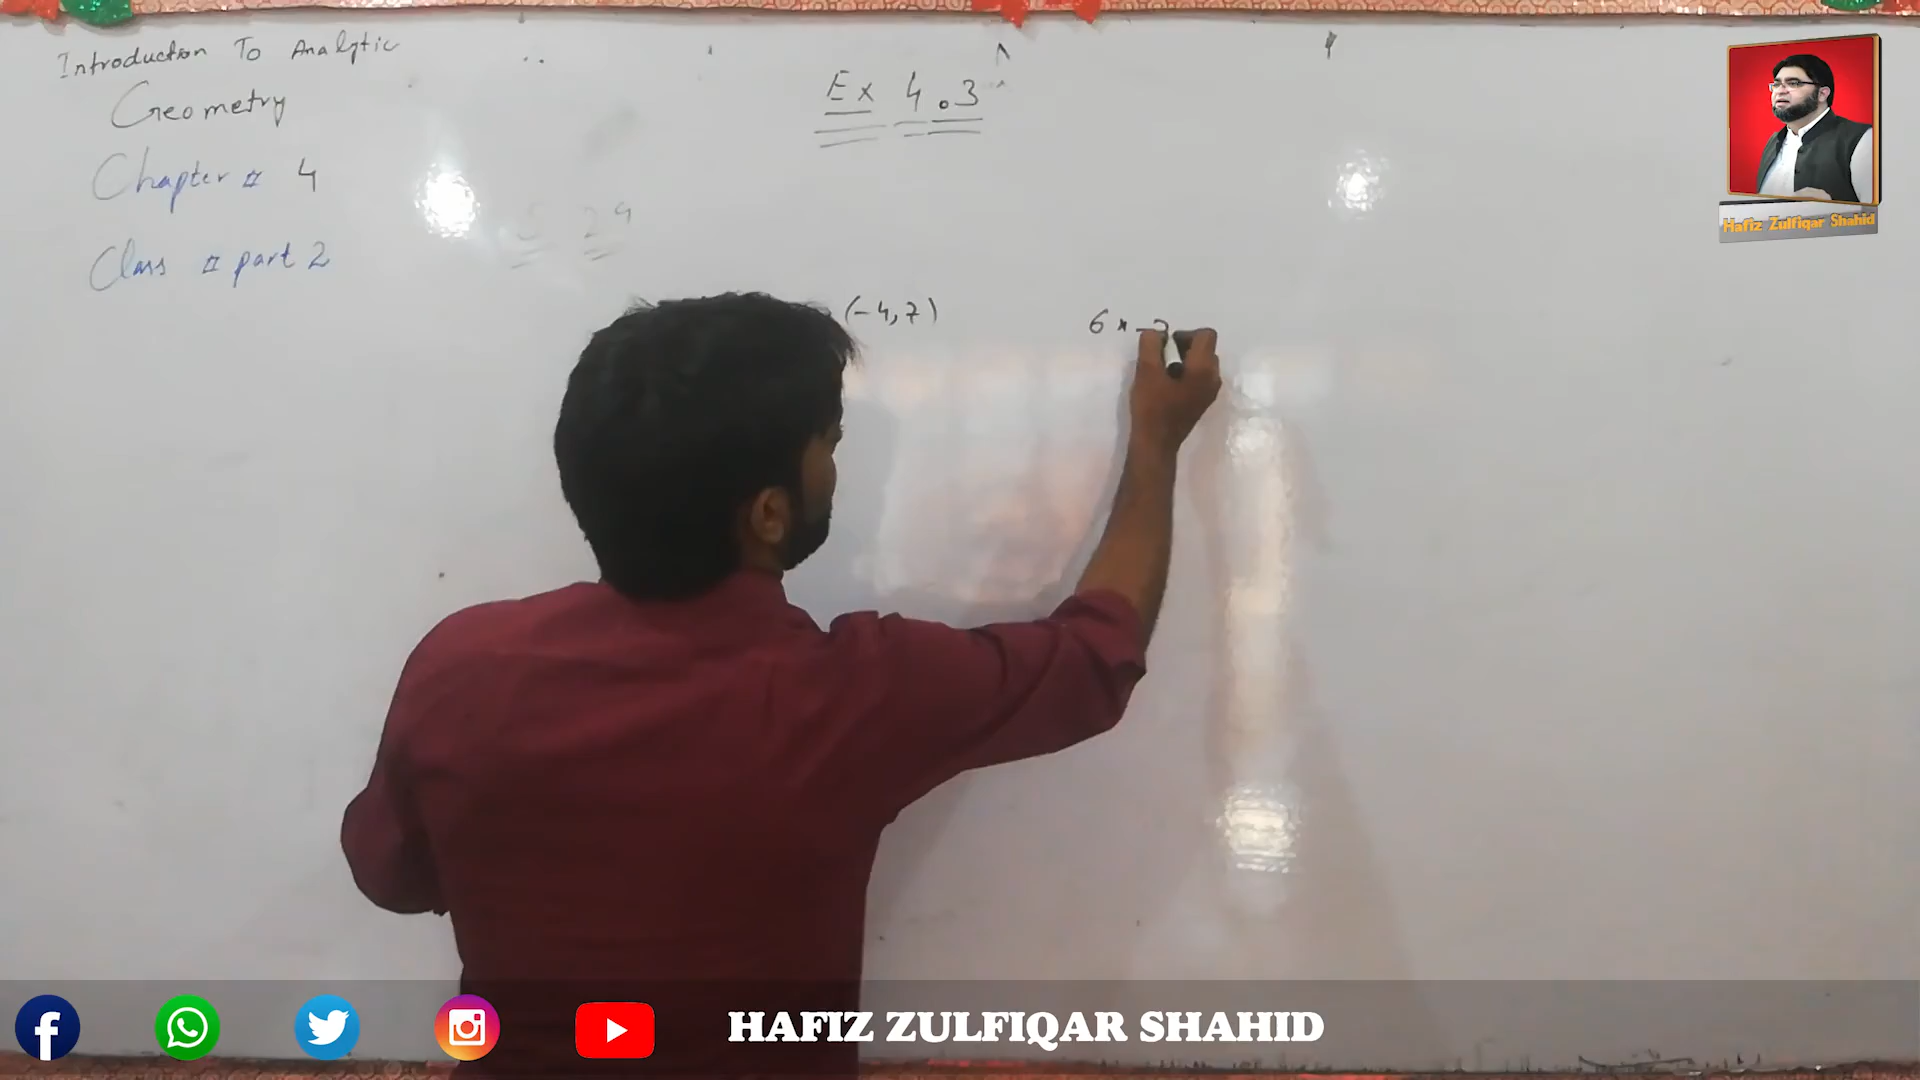 Introduction To Analytic
Geometry
Chapter # 4
Class # part 2
Ex 4.3
(-4,7)
6x -
Hafiz Zulfiqar Shahid
HAFIZ ZULFIQAR SHAHID